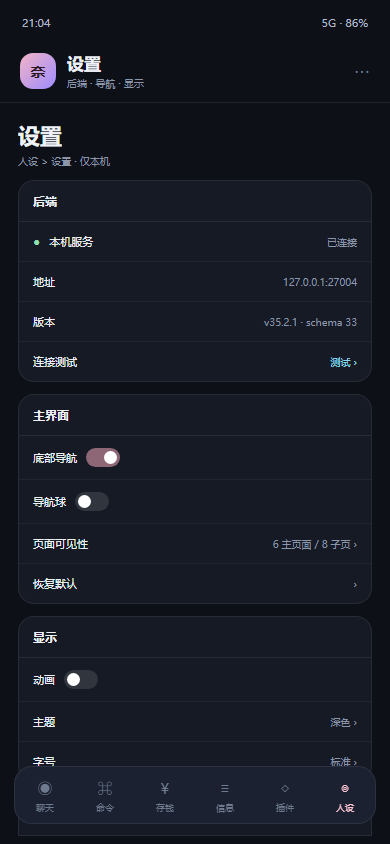 21:04
5G · 86%
奈
设置
后端 · 导航 · 显示
设置
人设 > 设置 · 仅本机
后端
本机服务
已连接
地址
127.0.0.1:27004
版本
v35.2.1 · schema 33
连接测试
测试 ›
主界面
底部导航
导航球
页面可见性
6 主页面 / 8 子页 ›
恢复默认
›
显示
动画
主题
深色 ›
字号
标准 ›
聊天
命令
¥
存钱
信息
插件
人设